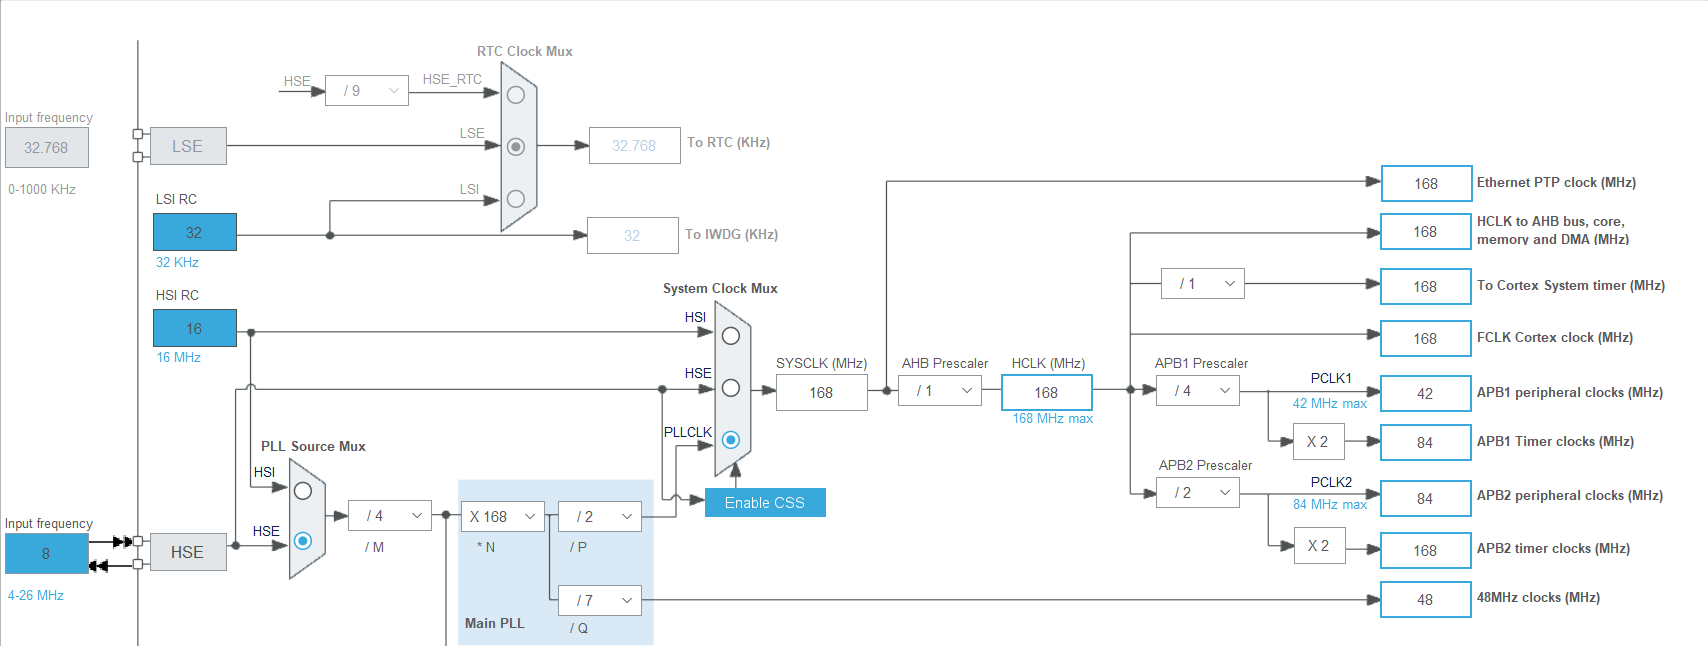 RTC Clock Mux
HSE
/ 9
HSE_RTC
Input frequency
32.768
0-1000 KHz
LSE
LSE
32.768
To RTC (KHz)
LSI
LSI RC
32
32 KHz
32
To IWDG (KHz)
HSI RC
16
16 MHz
System Clock Mux
HSI
HSE
PLLCLK
Enable CSS
SYSCLK (MHz)
168
AHB Prescaler
/ 1
HCLK (MHz)
168
168 MHz max
PLL Source Mux
HSI
HSE
Input frequency
8
4-26 MHz
HSE
/ 4
/ M
X 168
* N
/ 2
/ P
/ 7
/ Q
Main PLL
168
Ethernet PTP clock (MHz)
168
HCLK to AHB bus, core,
memory and DMA (MHz)
/ 1
168
To Cortex System timer (MHz)
168
FCLK Cortex clock (MHz)
APB1 Prescaler
/ 4
PCLK1
42 MHz max
42
APB1 peripheral clocks (MHz)
X 2
84
APB1 Timer clocks (MHz)
APB2 Prescaler
/ 2
PCLK2
84 MHz max
84
APB2 peripheral clocks (MHz)
X 2
168
APB2 timer clocks (MHz)
48
48MHz clocks (MHz)